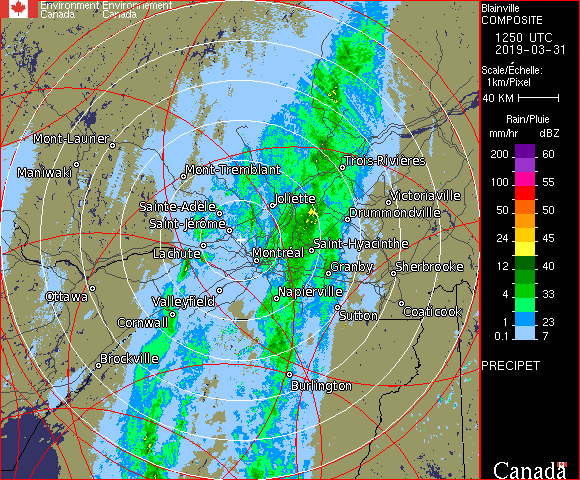 Environment Environnement
Canada Canada
Blainville
COMPOSITE
1250 UTC
2019-03-31
Scale/Échelle:
1km/Pixel
40 KM
Rain/Pluie
mm/hr dBZ
200 60
100 55
50 50
24 45
12 40
4 33
1 23
0.1 7
PRECIPET
Canada
Mont-Laurier
Maniwaki
Mont-Tremblant
Trois-Rivières
Joliette
Victoriaville
Sainte-Adèle
Drummondville
Saint-Jérôme
Saint-Hyacinthe
Lachute
Montréal
Granby
Sherbrooke
Ottawa
Valleyfield
Napierville
Coaticook
Sutton
Cornwall
Brockville
Burlington